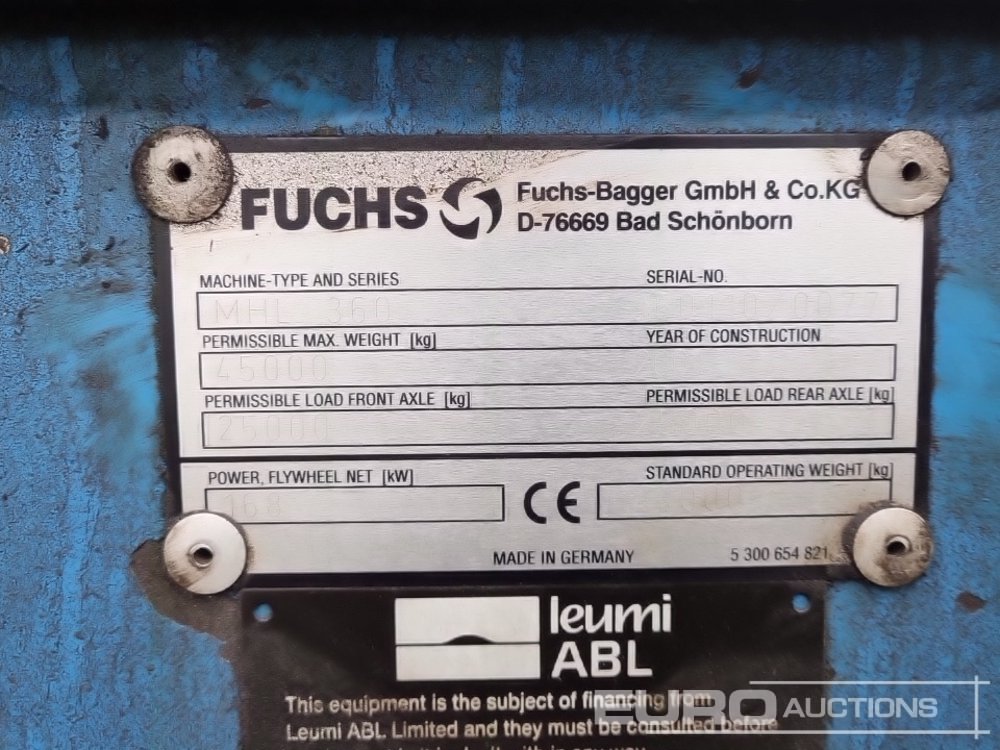 FUCHS
Fuchs-Bagger GmbH & Co.KG
D-76669 Bad Schönborn
MACHINE-TYPE AND SERIES SERIAL-NO.
MHL 360
PERMISSIBLE MAX. WEIGHT [kg] YEAR OF CONSTRUCTION
45000
PERMISSIBLE LOAD FRONT AXLE [kg] PERMISSIBLE LOAD REAR AXLE [kg]
25000
POWER, FLYWHEEL NET [kW] STANDARD OPERATING WEIGHT [kg]
168 CE
MADE IN GERMANY 5 300 654 821
leumi
ABL
This equipment is the subject of financing from
Leumi ABL Limited and they must be consulted before
EURO AUCTIONS